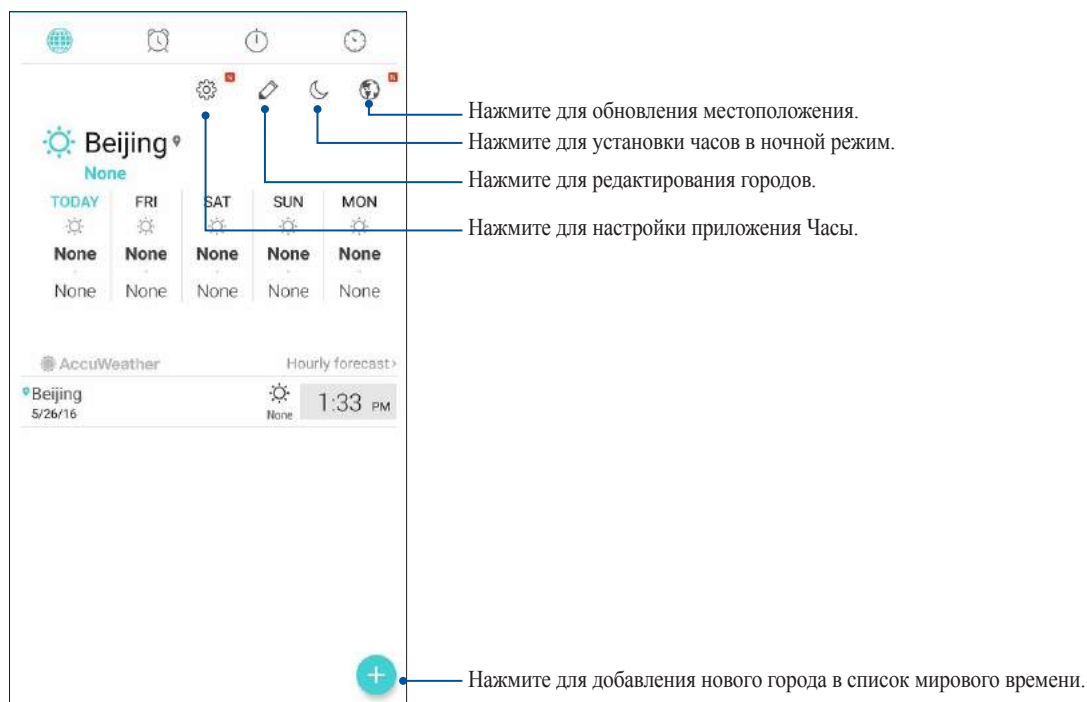 N
N
Нажмите для обновления местоположения.
Нажмите для установки часов в ночной режим.
Beijing
None
Нажмите для редактирования городов.
TODAY FRI SAT SUN MON
Нажмите для настройки приложения Часы.
None None None None None
None None None None None
AccuWeather Hourly forecast>
Beijing
5/26/16 None 1:33 PM
Нажмите для добавления нового города в список мирового времени.